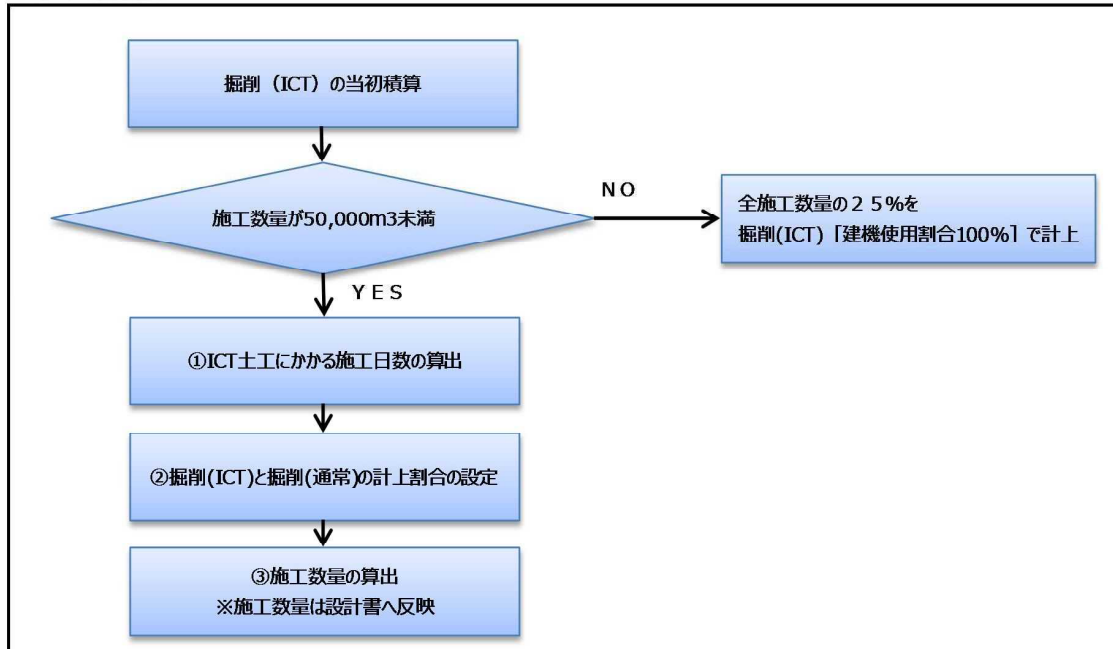 掘削（ICT）の当初積算
施工数量が50,000m3未満
ＮＯ
全施工数量の２５％を
掘削(ICT)「建機使用割合100%」で計上
ＹＥＳ
①ICT土工にかかる施工日数の算出
②掘削(ICT)と掘削(通常)の計上割合の設定
③施工数量の算出
※施工数量は設計書へ反映